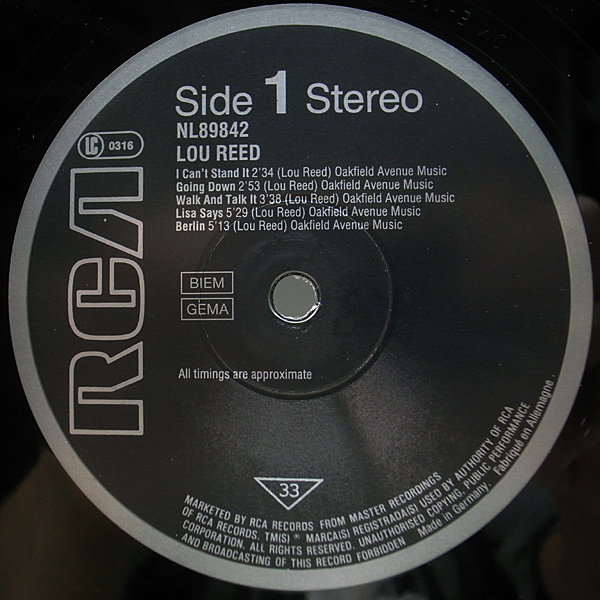 Side 1 Stereo
NL89842
LOU REED
LC 0316
I Can't Stand It 2'34 (Lou Reed) Oakfield Avenue Music
Going Down 2'53 (Lou Reed) Oakfield Avenue Music
Walk And Talk It 3'38 (Lou Reed) Oakfield Avenue Music
Lisa Says 5'29 (Lou Reed) Oakfield Avenue Music
Berlin 5'13 (Lou Reed) Oakfield Avenue Music
RCA
BIEM
GEMA
All timings are approximate
33
MARKETED BY RCA RECORDS FROM MASTER RECORDINGS
OF RCA RECORDS. TM(S) ® MARCA(S) REGISTRADA(S) USED BY AUTHORITY OF RCA
CORPORATION. ALL RIGHTS RESERVED. UNAUTHORISED COPYING, PUBLIC PERFORMANCE
AND BROADCASTING OF THIS RECORD FORBIDDEN Made in Germany. Fabriqué en Allemagne.